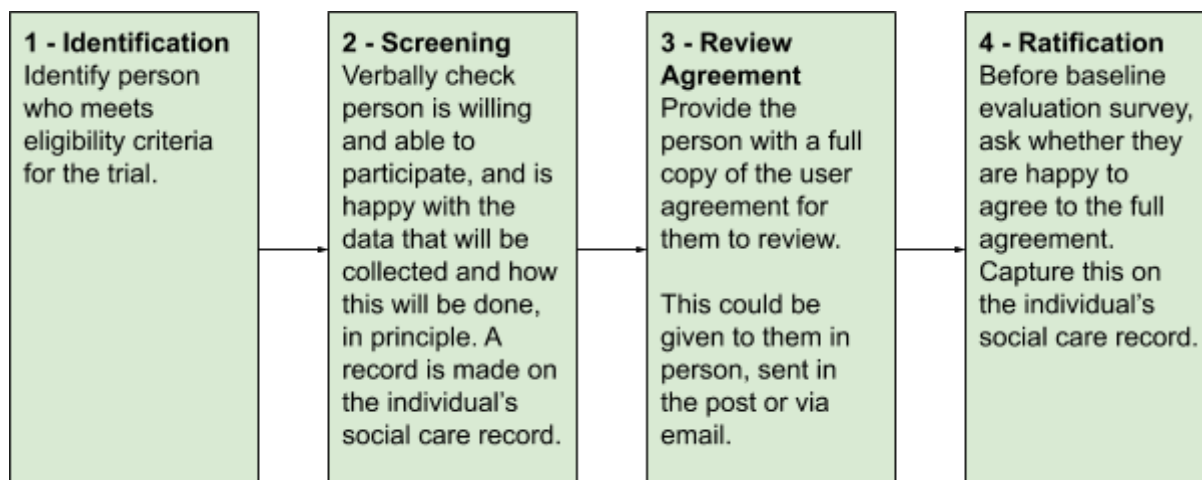 1 - Identification
Identify person
who meets
eligibility criteria
for the trial.
2 - Screening
Verbally check
person is willing
and able to
participate, and is
happy with the
data that will be
collected and how
this will be done,
in principle. A
record is made on
the individual’s
social care record.
3 - Review
Agreement
Provide the
person with a full
copy of the user
agreement for
them to review.
This could be
given to them in
person, sent in
the post or via
email.
4 - Ratification
Before baseline
evaluation survey,
ask whether they
are happy to
agree to the full
agreement.
Capture this on
the individual’s
social care record.